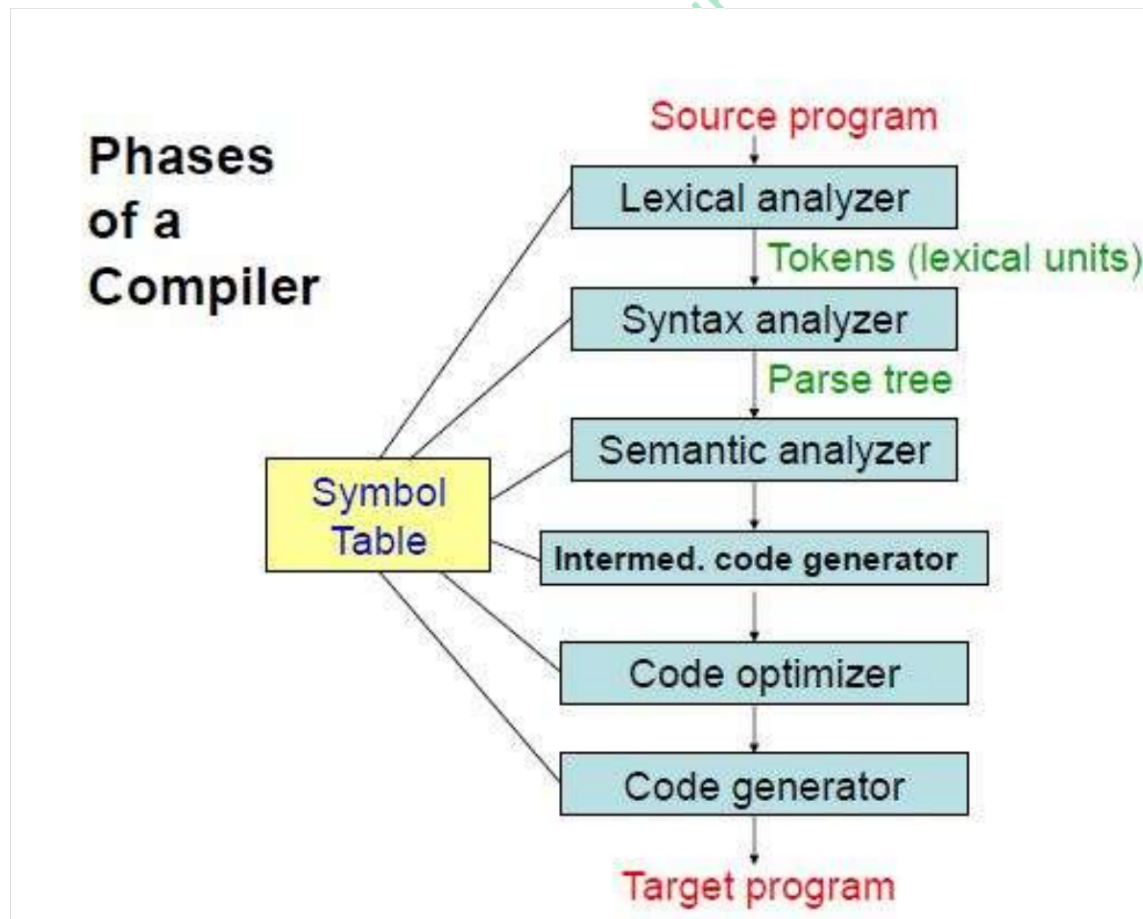 Phases
of a
Compiler
Source program
Lexical analyzer
Tokens (lexical units)
Syntax analyzer
Parse tree
Semantic analyzer
Symbol
Table
Intermed. code generator
Code optimizer
Code generator
Target program